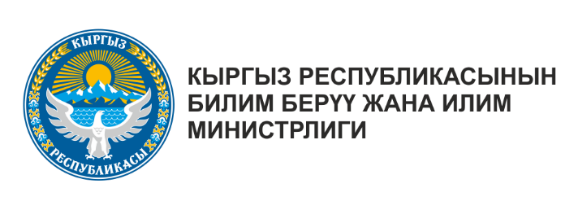 КЫРГЫЗ
РЕСПУБЛИКАСЫ
КЫРГЫЗ РЕСПУБЛИКАСЫНЫН
БИЛИМ БЕРҮҮ ЖАНА ИЛИМ
МИНИСТРЛИГИ